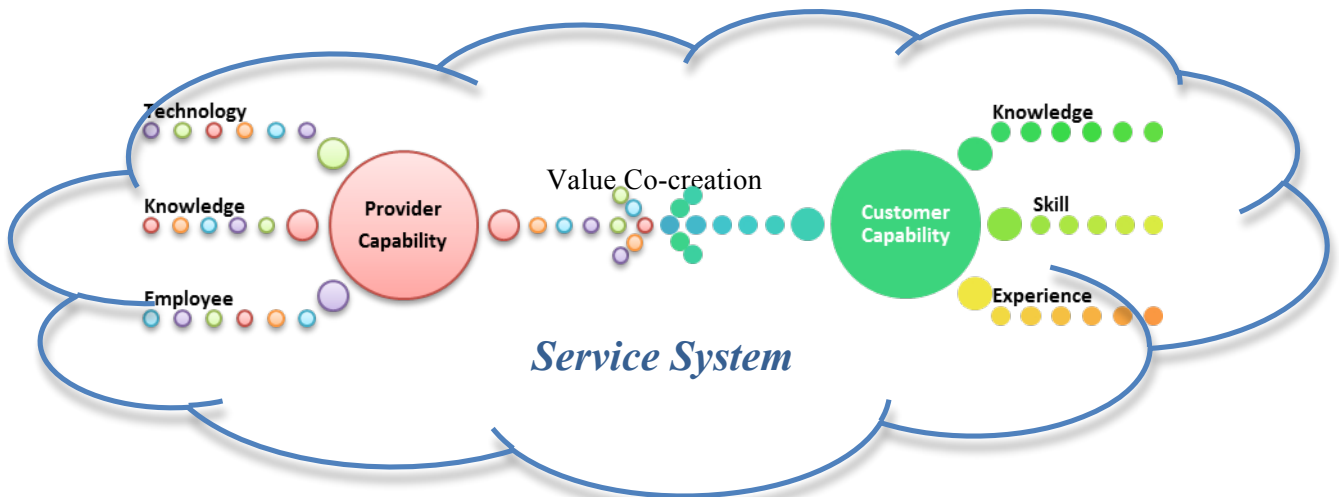 Technology
Knowledge
Employee
Provider
Capability
Value Co-creation
Customer
Capability
Knowledge
Skill
Experience
Service System